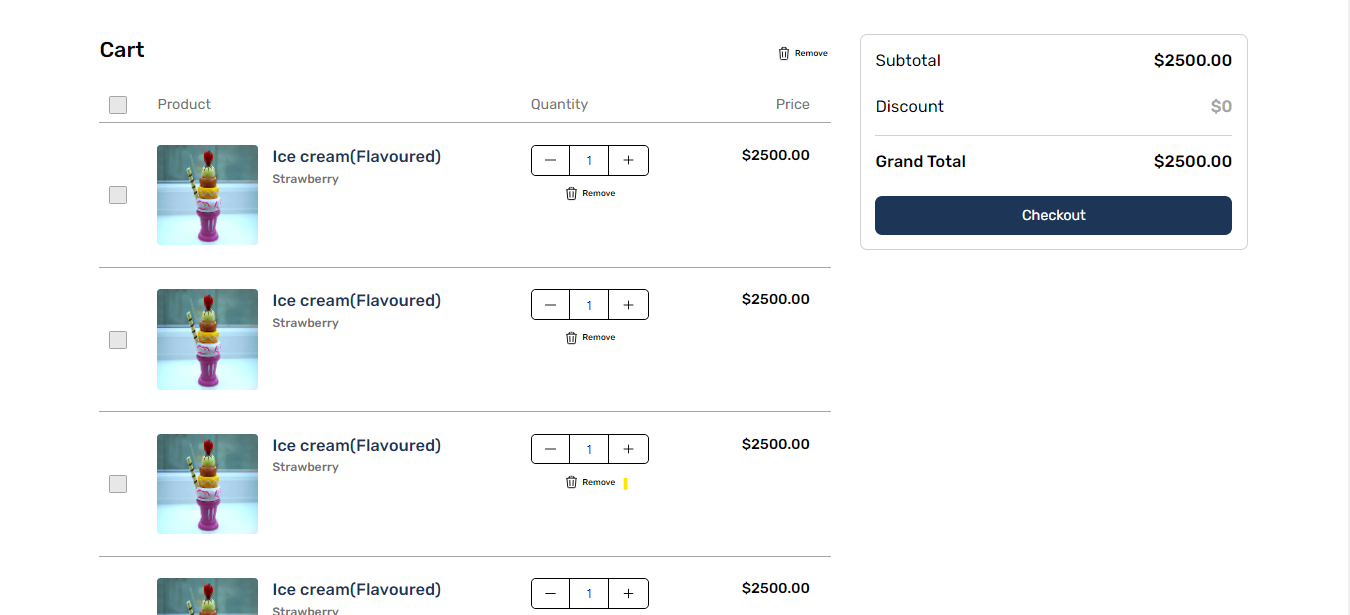 Cart
Remove
Product Quantity Price
Ice cream(Flavoured)
Strawberry
1
$2500.00
Remove
Ice cream(Flavoured)
Strawberry
1
$2500.00
Remove
Ice cream(Flavoured)
Strawberry
1
$2500.00
Remove
Ice cream(Flavoured)
Strawberry
1
$2500.00
Subtotal $2500.00
Discount $0
Grand Total $2500.00
Checkout